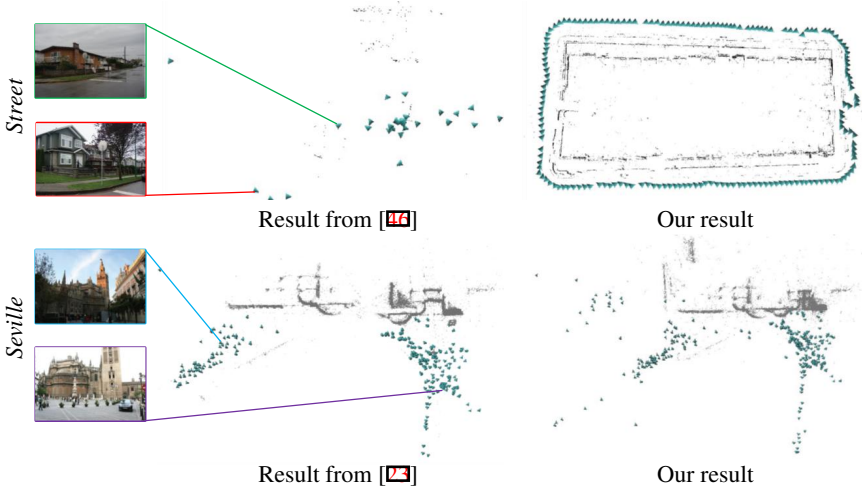 Street
Result from [46] Our result
Seville
Result from [23] Our result